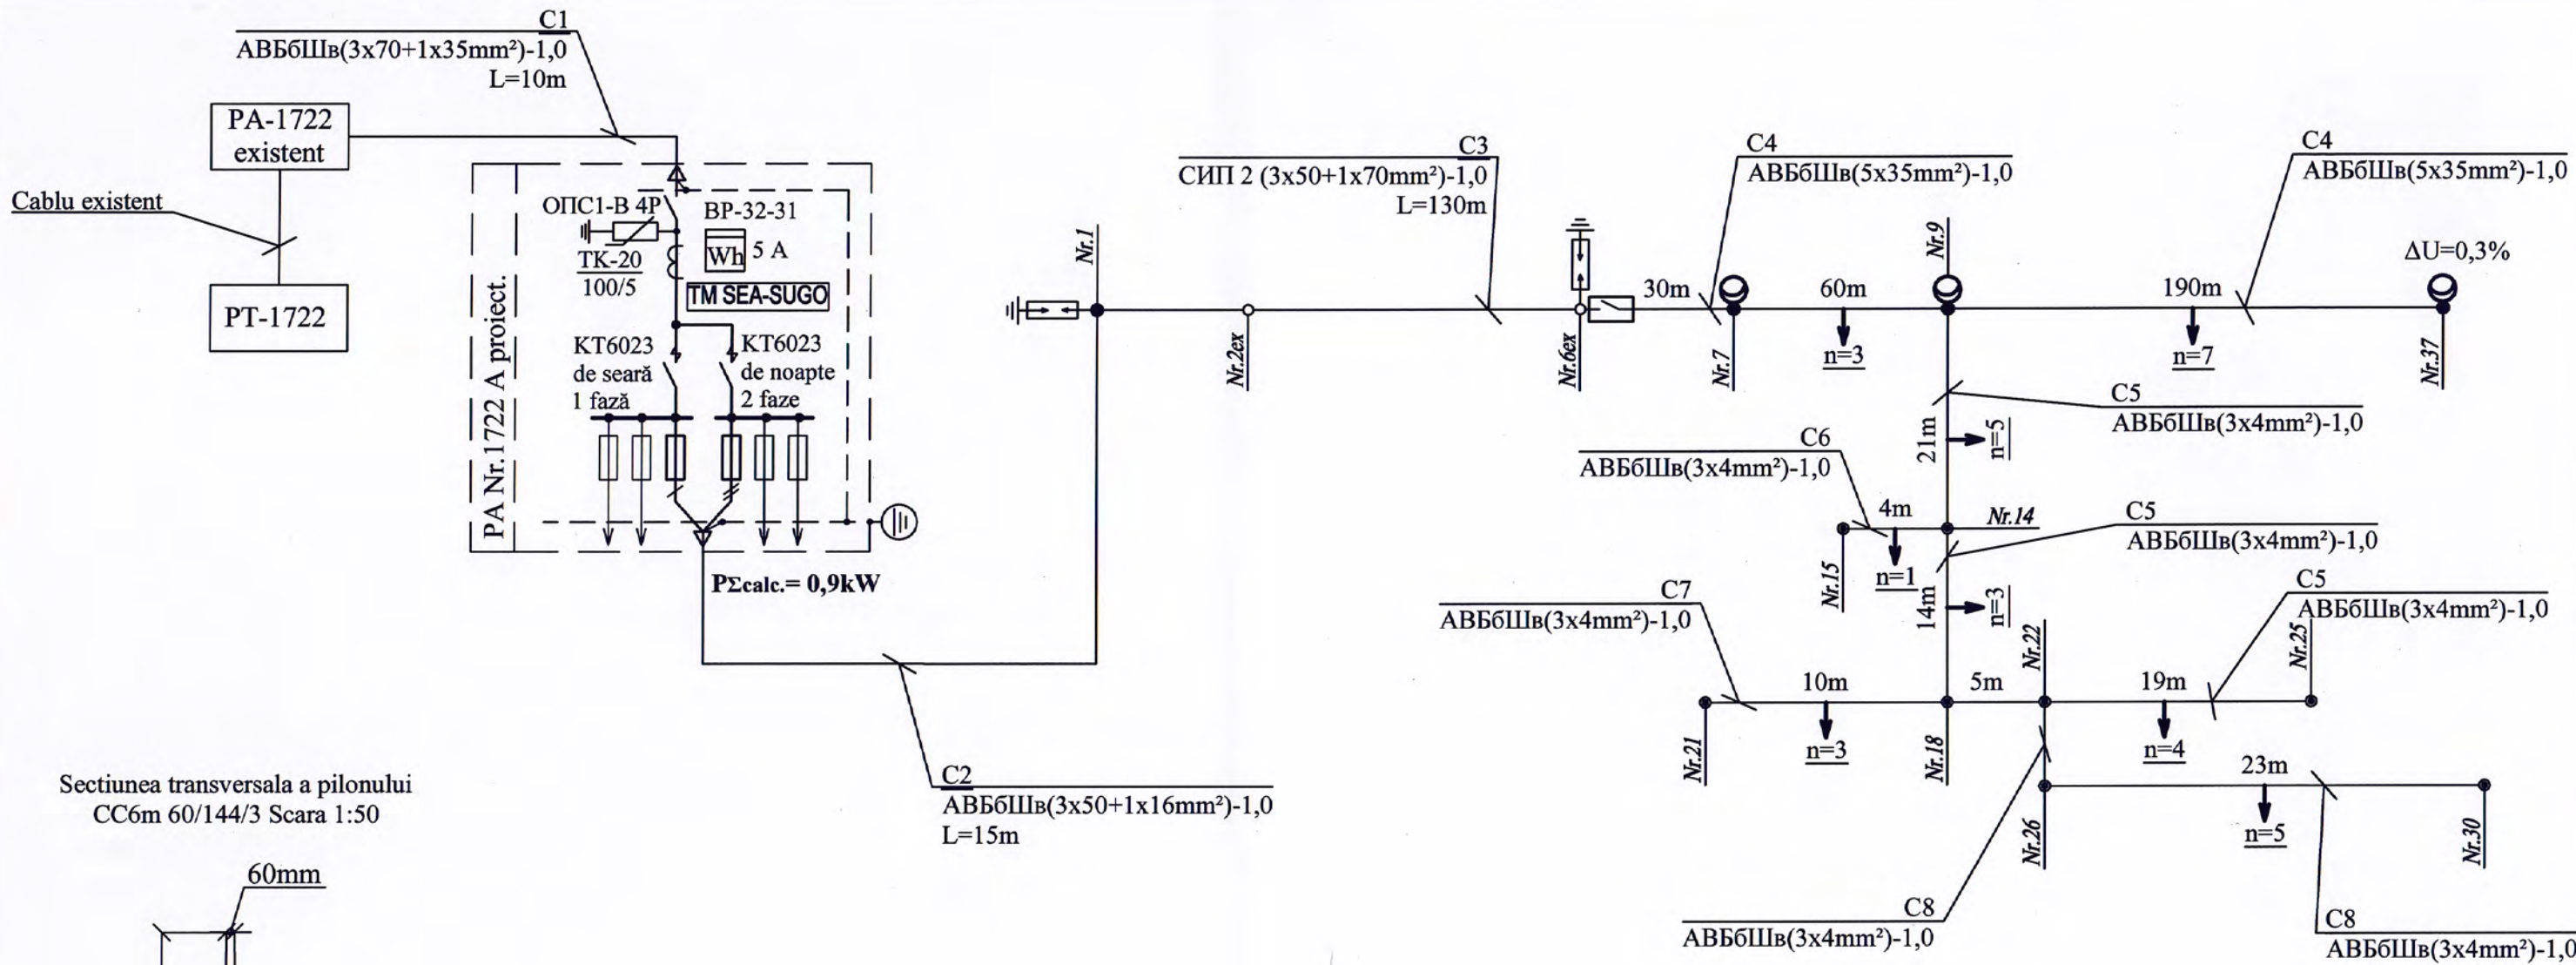 C1
АВБбШв(3x70+1x35mm²)-1,0
L=10m
PA-1722
existent
Cablu existent
PT-1722
PA Nr.1722 A proiect.
ОПС1-В 4Р
ВР-32-31
Wh
5 A
TK-20
100/5
TM SEA-SUGO
KT6023
de seară
1 fază
KT6023
de noapte
2 faze
PΣcalc.= 0,9kW
C2
АВБбШв(3x50+1x16mm²)-1,0
L=15m
Nr.1
Nr.2ex
C3
СИП 2 (3x50+1x70mm²)-1,0
L=130m
Nr.6ex
30m
C4
АВБбШв(5x35mm²)-1,0
Nr.7
60m
n=3
Nr.9
190m
n=7
C4
АВБбШв(5x35mm²)-1,0
ΔU=0,3%
Nr.37
C5
АВБбШв(3x4mm²)-1,0
21m
n=5
C6
АВБбШв(3x4mm²)-1,0
4m
n=1
Nr.15
Nr.14
C5
АВБбШв(3x4mm²)-1,0
14m
n=3
C7
АВБбШв(3x4mm²)-1,0
10m
n=3
Nr.21
Nr.18
5m
Nr.22
19m
n=4
C5
АВБбШв(3x4mm²)-1,0
Nr.25
23m
n=5
Nr.26
Nr.30
C8
АВБбШв(3x4mm²)-1,0
C8
АВБбШв(3x4mm²)-1,0
Sectiunea transversala a pilonului
CC6m 60/144/3 Scara 1:50
60mm